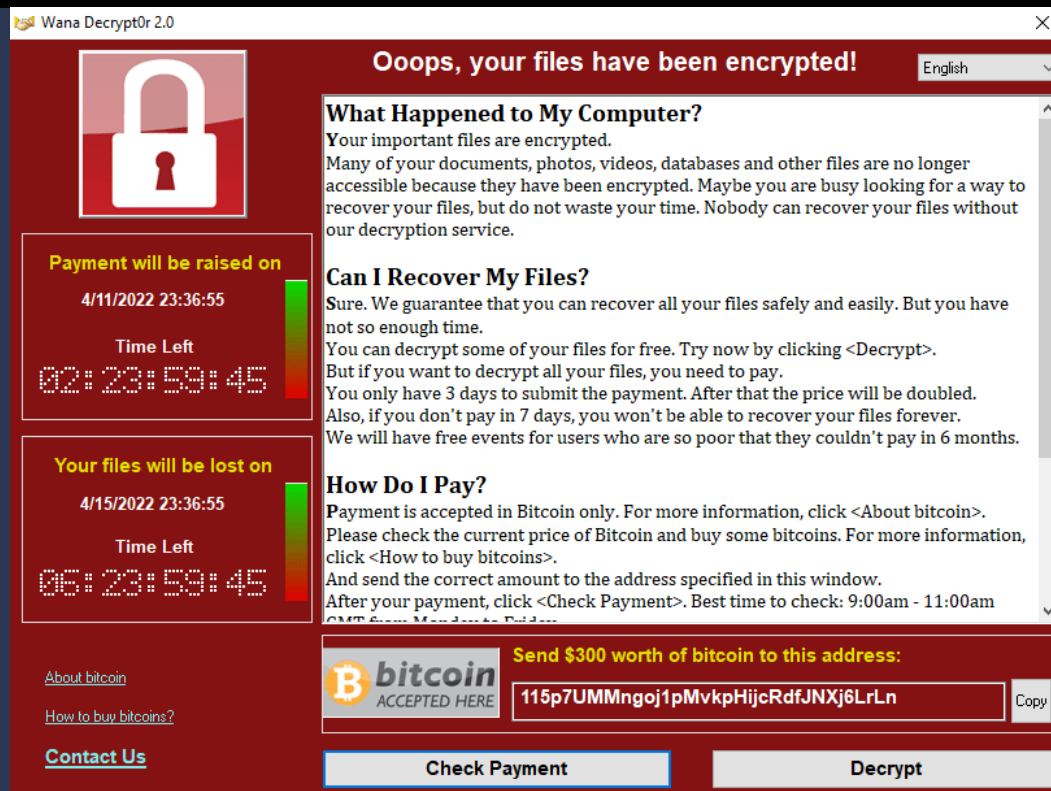 Wana Decrypt0r 2.0
Ooops, your files have been encrypted!
English
What Happened to My Computer?
Your important files are encrypted.
Many of your documents, photos, videos, databases and other files are no longer
accessible because they have been encrypted. Maybe you are busy looking for a way to
recover your files, but do not waste your time. Nobody can recover your files without
our decryption service.
Can I Recover My Files?
Sure. We guarantee that you can recover all your files safely and easily. But you have
not so enough time.
You can decrypt some of your files for free. Try now by clicking <Decrypt>.
But if you want to decrypt all your files, you need to pay.
You only have 3 days to submit the payment. After that the price will be doubled.
Also, if you don't pay in 7 days, you won't be able to recover your files forever.
We will have free events for users who are so poor that they couldn't pay in 6 months.
How Do I Pay?
Payment is accepted in Bitcoin only. For more information, click <About bitcoin>.
Please check the current price of Bitcoin and buy some bitcoins. For more information,
click <How to buy bitcoins>.
And send the correct amount to the address specified in this window.
After your payment, click <Check Payment>. Best time to check: 9:00am - 11:00am
GMT from Monday to Friday.
Payment will be raised on
4/11/2022 23:36:55
Time Left
02:23:59:45
Your files will be lost on
4/15/2022 23:36:55
Time Left
06:23:59:45
About bitcoin
How to buy bitcoins?
Contact Us
bitcoin
ACCEPTED HERE
Send $300 worth of bitcoin to this address:
115p7UMMngoj1pMvkpHijcRdfJNXj6LrLn
Copy
Check Payment
Decrypt